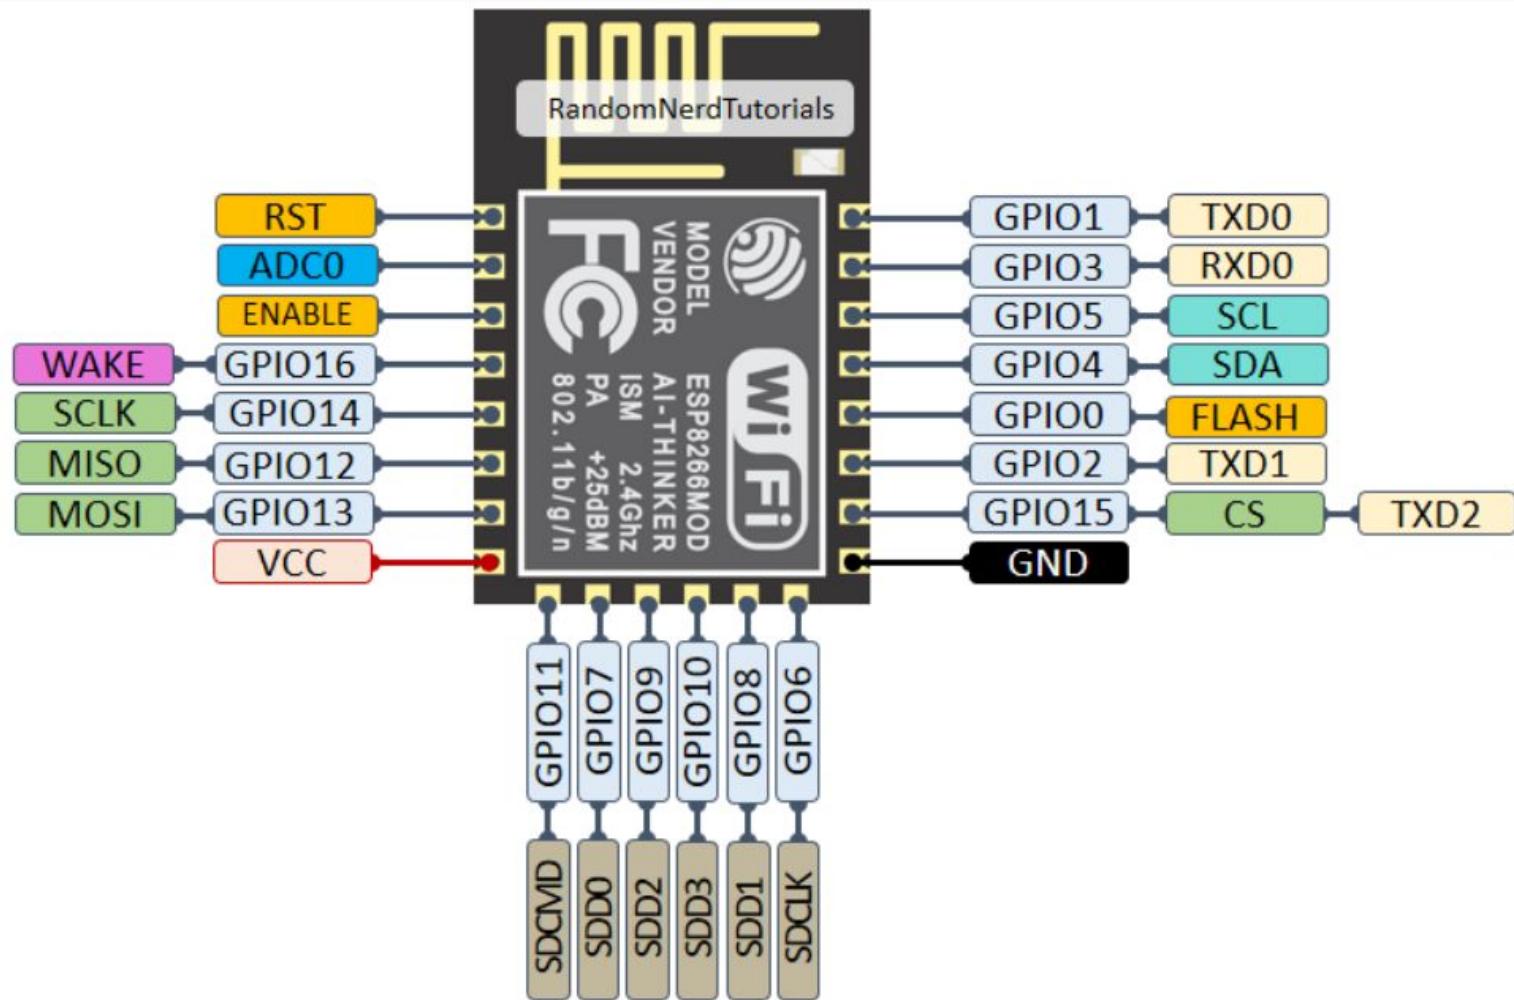 RandomNerdTutorials
RST
ADC0
ENABLE
WAKE GPIO16
SCLK GPIO14
MISO GPIO12
MOSI GPIO13
VCC
FC
MODEL ESP8266MOD
VENDOR AI-THINKER
ISM 2.4Ghz
PA +25dBM
802.11b/g/n
WiFi
GPIO1 TXD0
GPIO3 RXD0
GPIO5 SCL
GPIO4 SDA
GPIO0 FLASH
GPIO2 TXD1
GPIO15 CS TXD2
GND
GPIO11 SDCMD
GPIO7 SDD0
GPIO9 SDD2
GPIO10 SDD3
GPIO8 SDD1
GPIO6 SDCLK